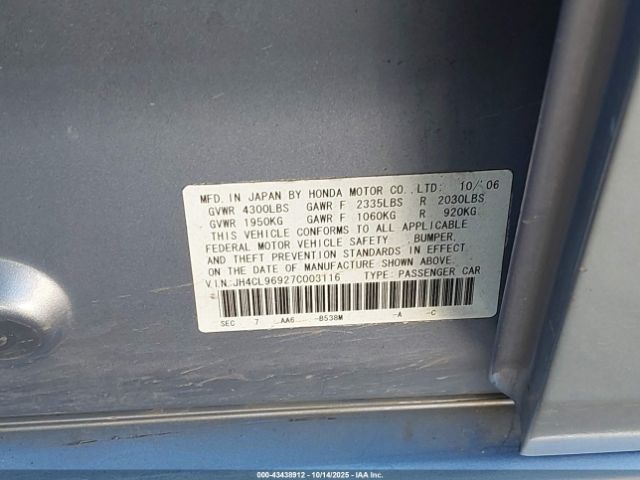 MFD. IN JAPAN BY HONDA MOTOR CO.,LTD: 10/'06
GVWR 4300LBS GAWR F 2335LBS R 2030LBS
GVWR 1950KG GAWR F 1060KG R 920KG
THIS VEHICLE CONFORMS TO ALL APPLICABLE
FEDERAL MOTOR VEHICLE SAFETY, BUMPER,
AND THEFT PREVENTION STANDARDS IN EFFECT
ON THE DATE OF MANUFACTURE SHOWN ABOVE.
V.I.N:JH4CL96927C003116 TYPE: PASSENGER CAR
SEC 7 AA6 -B538M -A -C
000-43438912 - 10/14/2025 - IAA Inc.